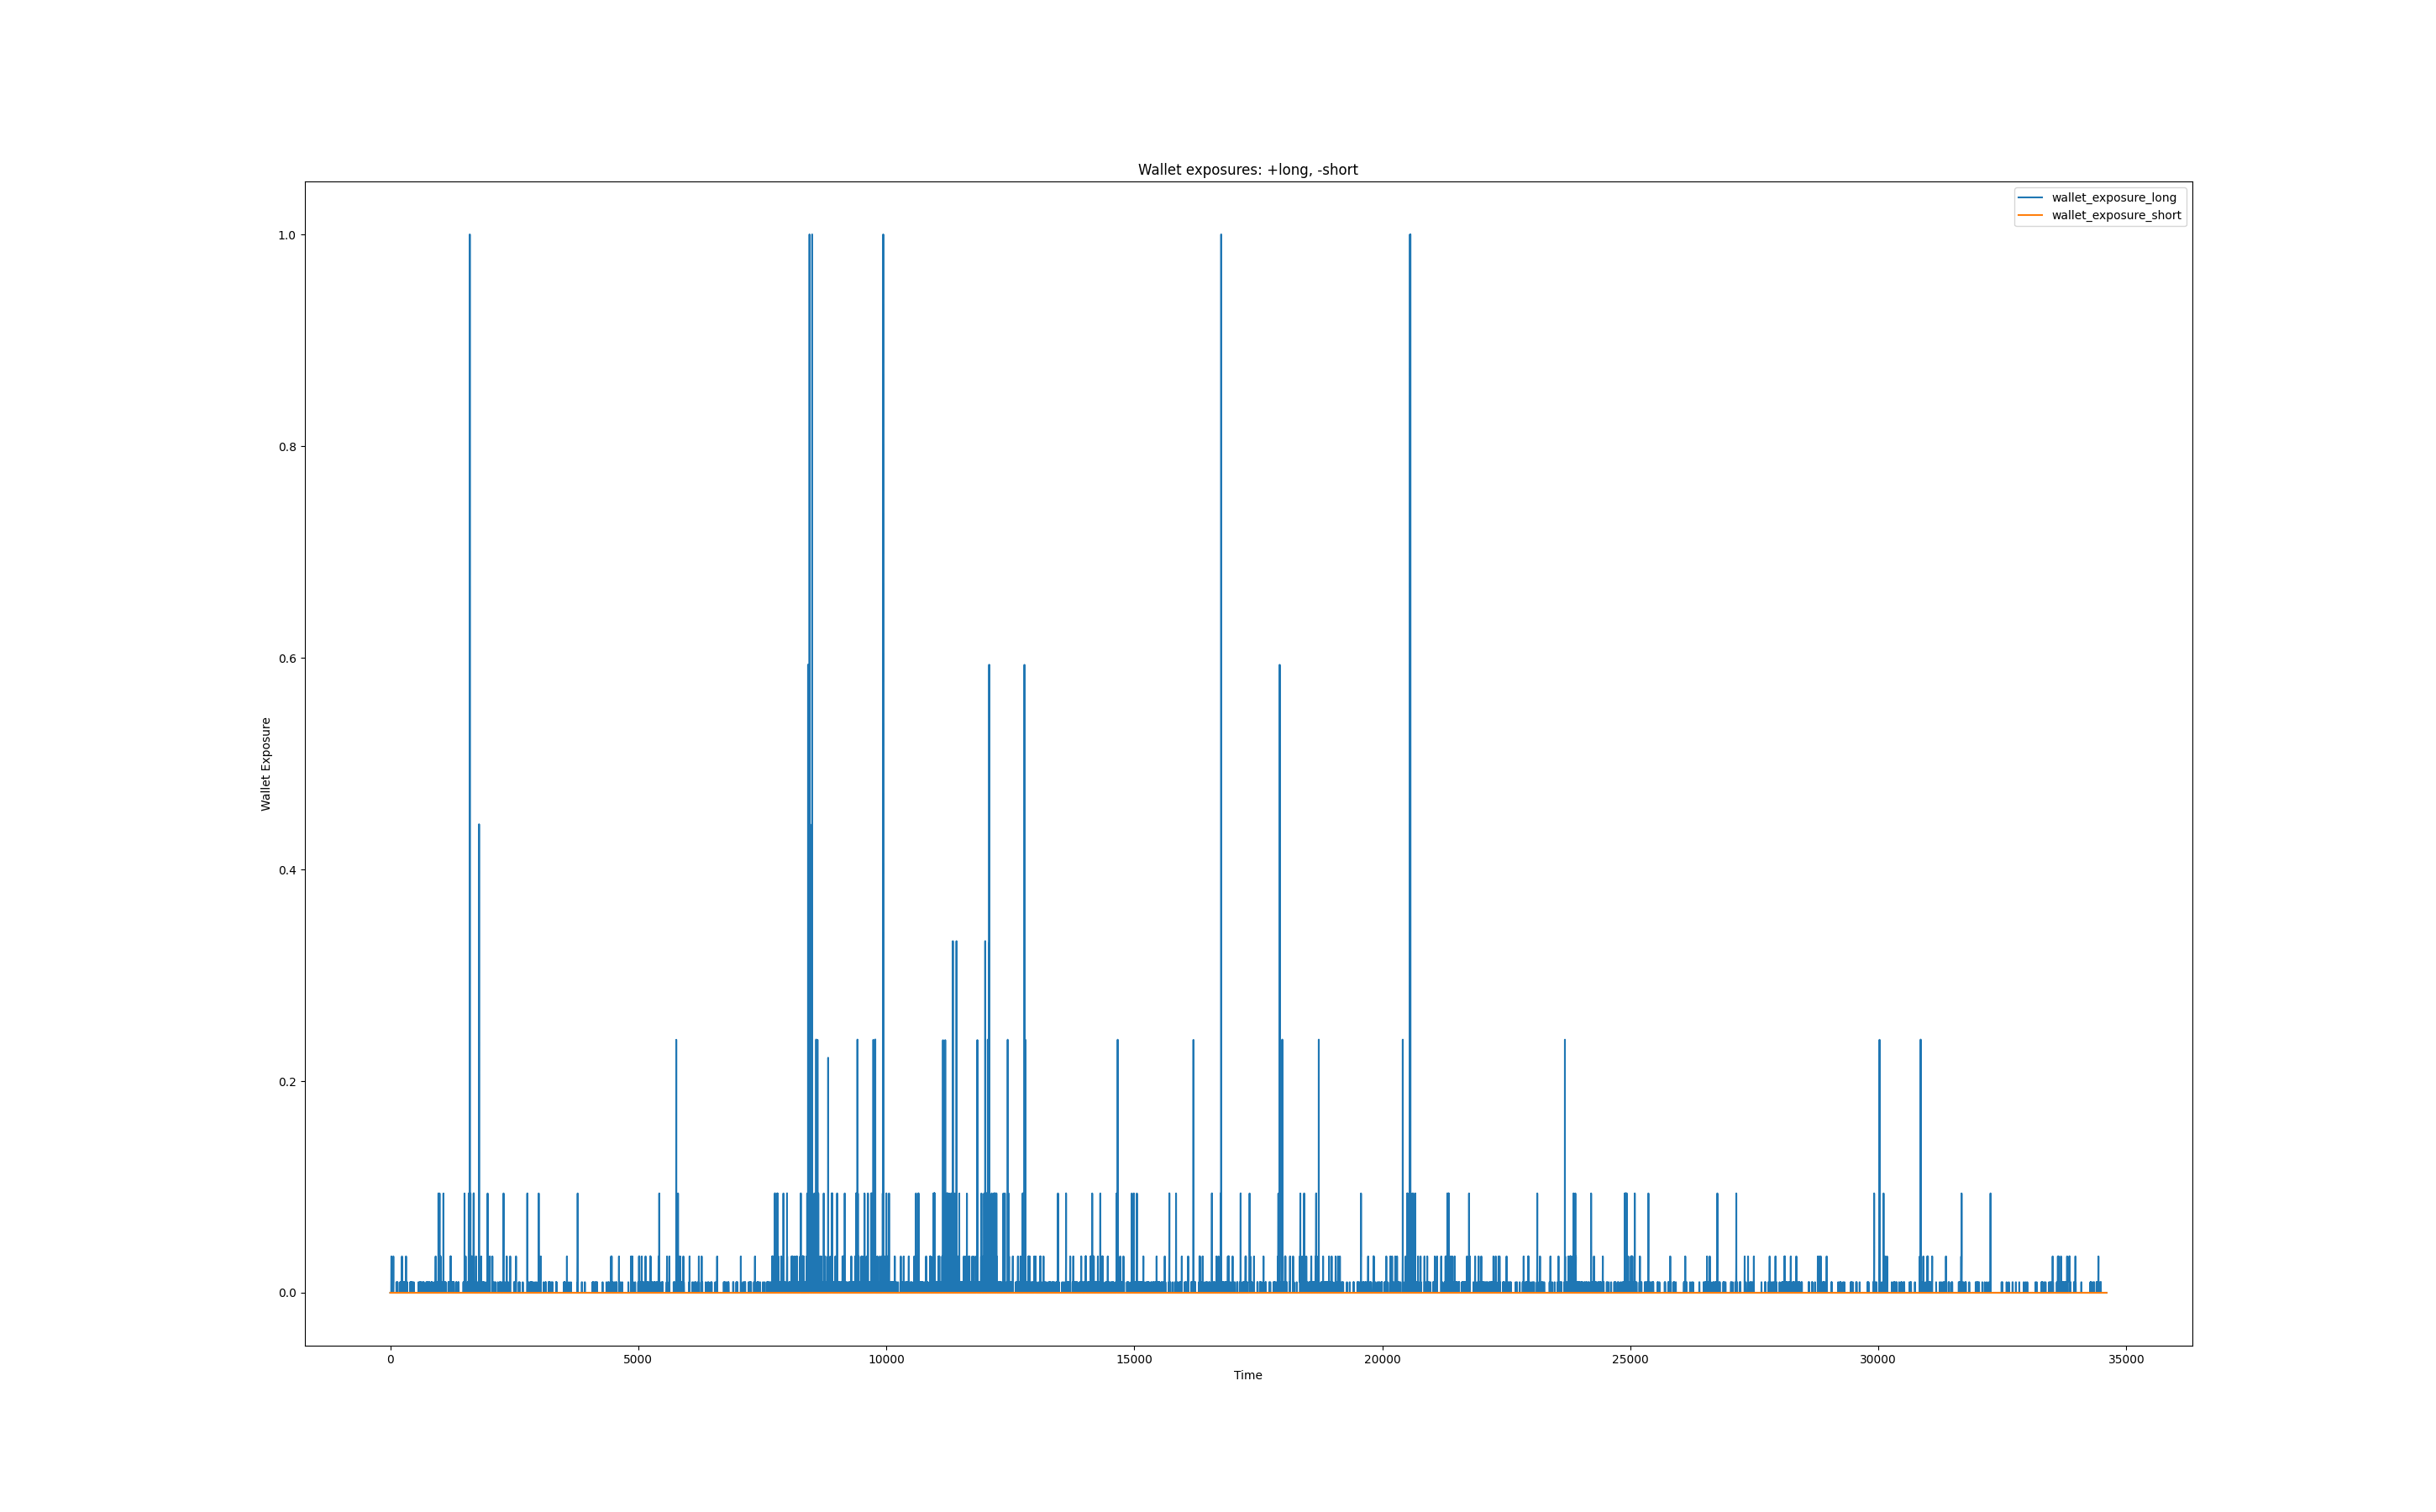 Wallet exposures: +long, -short
wallet_exposure_long
wallet_exposure_short
1.0
0.8
0.6
0.4
0.2
0.0
Wallet Exposure
0 5000 10000 15000 20000 25000 30000 35000
Time